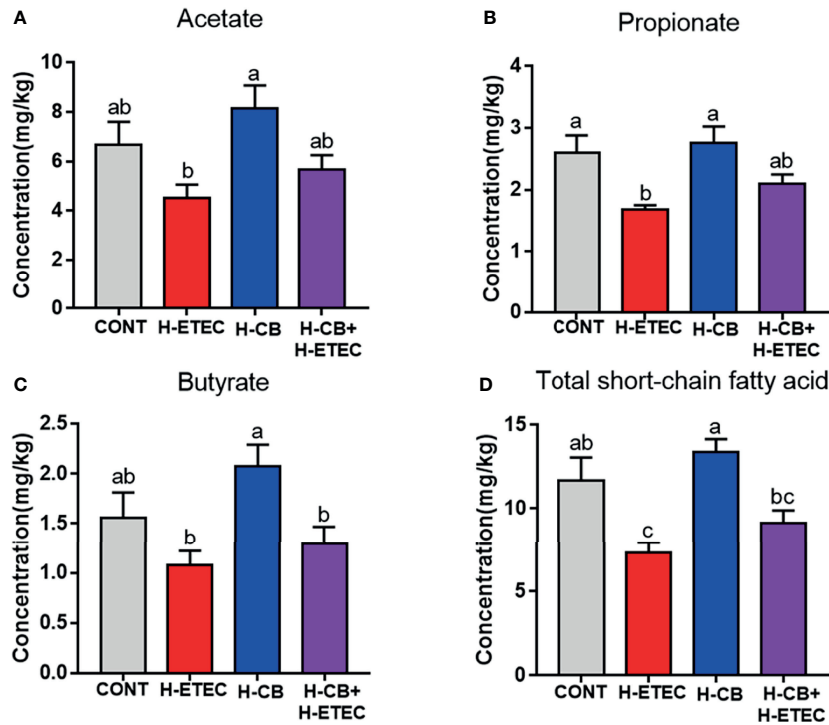 A
Acetate
Concentration(mg/kg)
10
8
6
4
2
0
ab
b
a
ab
CONT
H-ETEC
H-CB
H-CB+
H-ETEC
B
Propionate
Concentration(mg/kg)
4
3
2
1
0
a
b
a
ab
CONT
H-ETEC
H-CB
H-CB+
H-ETEC
C
Butyrate
Concentration(mg/kg)
2.5
2.0
1.5
1.0
0.5
0.0
ab
b
a
b
CONT
H-ETEC
H-CB
H-CB+
H-ETEC
D
Total short-chain fatty acid
Concentration(mg/kg)
15
10
5
0
ab
c
a
bc
CONT
H-ETEC
H-CB
H-CB+
H-ETEC